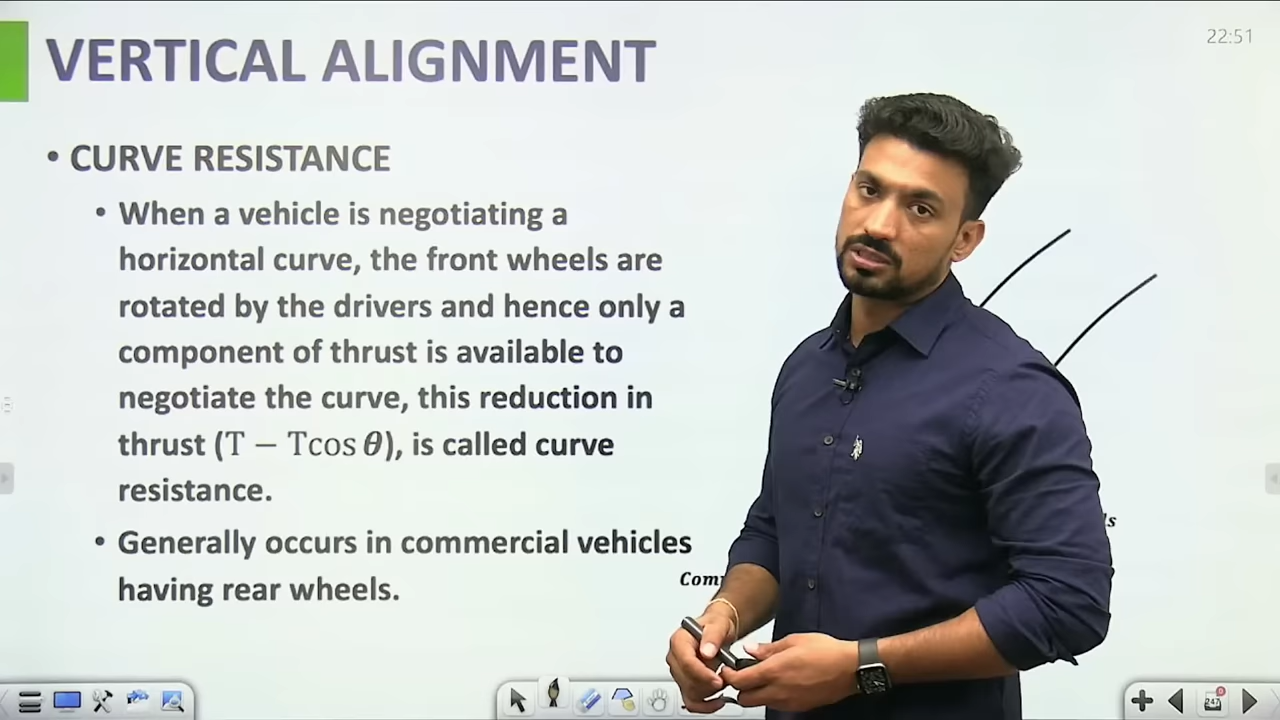 VERTICAL ALIGNMENT
22:51
• CURVE RESISTANCE
• When a vehicle is negotiating a
horizontal curve, the front wheels are
rotated by the drivers and hence only a
component of thrust is available to
negotiate the curve, this reduction in
thrust (T − Tcos θ), is called curve
resistance.
• Generally occurs in commercial vehicles
having rear wheels.
247